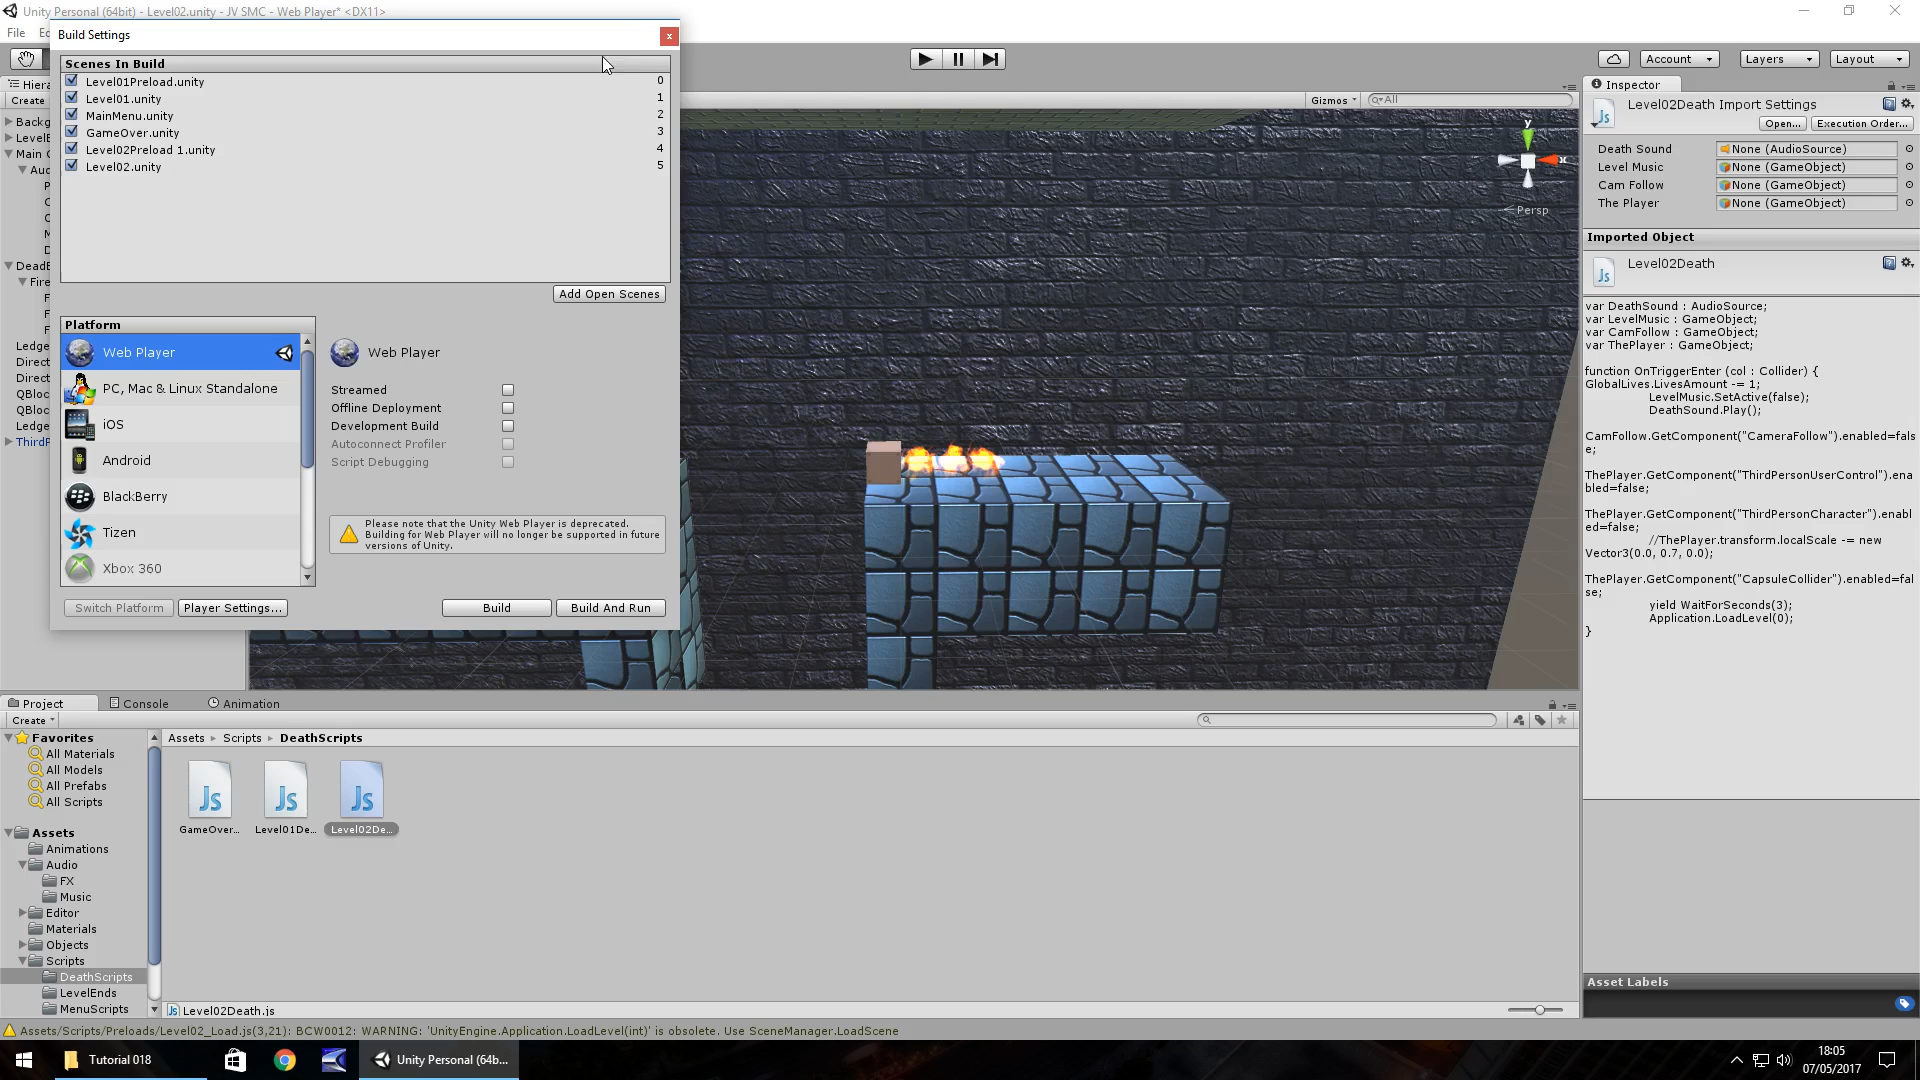 Unity Personal (64bit) - Level02.unity - JV SMC - Web Player* <DX11>
File
Build Settings
x
Scenes In Build
Level01Preload.unity 0
Level01.unity 1
MainMenu.unity 2
GameOver.unity 3
Level02Preload 1.unity 4
Level02.unity 5
Add Open Scenes
Platform
Web Player
PC, Mac & Linux Standalone
iOS
Android
BlackBerry
Tizen
Xbox 360
Web Player
Streamed
Offline Deployment
Development Build
Autoconnect Profiler
Script Debugging
Please note that the Unity Web Player is deprecated.
Building for Web Player will no longer be supported in future
versions of Unity.
Switch Platform
Player Settings...
Build
Build And Run
Create
Main
Account
Layers
Layout
Gizmos
All
y
x
Persp
Inspector
Level02Death Import Settings
Open...
Execution Order...
Death Sound None (AudioSource)
Level Music None (GameObject)
Cam Follow None (GameObject)
The Player None (GameObject)
Imported Object
Level02Death
var DeathSound : AudioSource;
var LevelMusic : GameObject;
var CamFollow : GameObject;
var ThePlayer : GameObject;
function OnTriggerEnter (col : Collider) {
GlobalLives.LivesAmount -= 1;
LevelMusic.SetActive(false);
DeathSound.Play();
CamFollow.GetComponent("CameraFollow").enabled=fals
e;
ThePlayer.GetComponent("ThirdPersonUserControl").ena
bled=false;
ThePlayer.GetComponent("ThirdPersonCharacter").enabl
ed=false;
//ThePlayer.transform.localScale -= new
Vector3(0.0, 0.7, 0.0);
ThePlayer.GetComponent("CapsuleCollider").enabled=fal
se;
yield WaitForSeconds(3);
Application.LoadLevel(0);
}
Asset Labels
Project
Console
Animation
Create
Favorites
All Materials
All Models
All Prefabs
All Scripts
Assets
Animations
Audio
FX
Music
Editor
Materials
Objects
Scripts
DeathScripts
LevelEnds
MenuScripts
Assets
Scripts
DeathScripts
Js
Js
Js
GameOver...
Level01De...
Level02De...
Level02Death.js
Assets/Scripts/Preloads/Level02_Load.js(3,21): BCW0012: WARNING: 'UnityEngine.Application.LoadLevel(int)' is obsolete. Use SceneManager.LoadScene
Tutorial 018
Unity Personal (64b...
18:05
07/05/2017